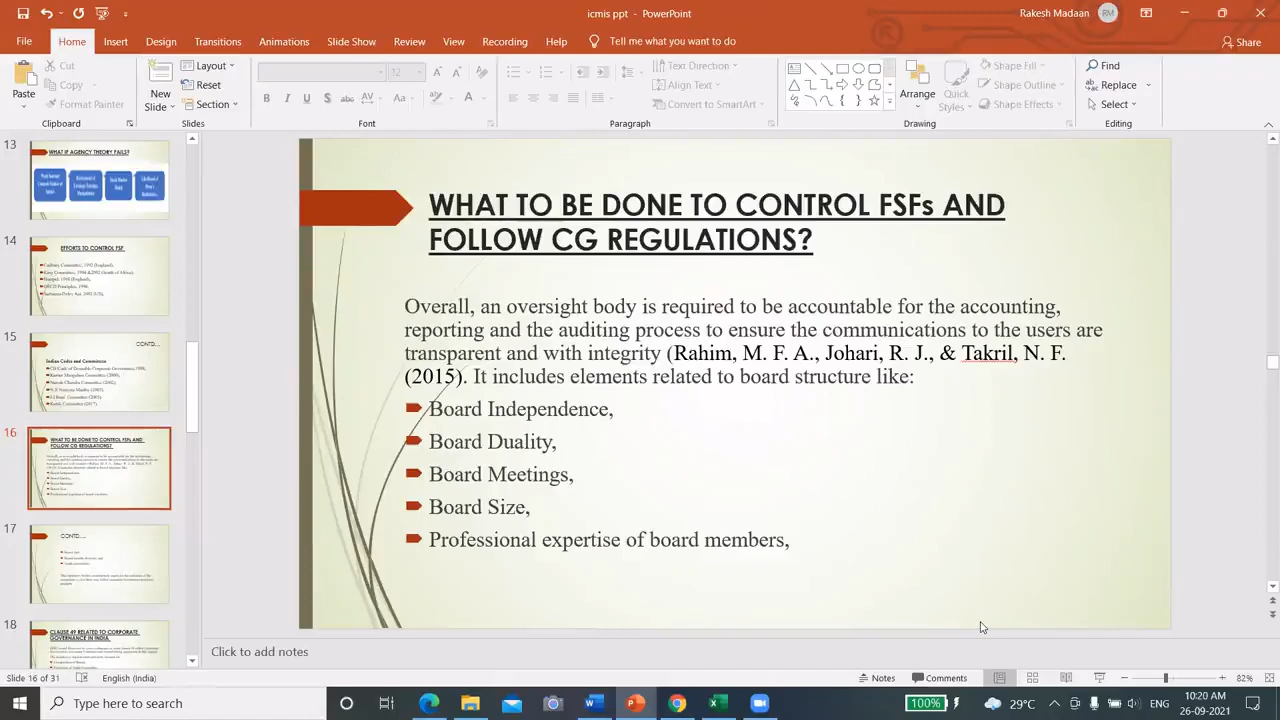 icmis - PowerPoint
Rakesh Madaan
RM
File Home Insert Design Transitions Animations Slide Show Review View Recording Help Tell me what you want to do
Share
Paste
Cut
Copy
Format Painter
Clipboard
New Slide
Layout
Reset
Section
Slides
12
Font
Text Direction
Align Text
Convert to SmartArt
Paragraph
Arrange
Quick Styles
Shape Fill
Shape Outline
Shape Effects
Drawing
Find
Replace
Select
Editing
13
WHAT IF AGENCY THEORY FAILS?
14
EFFORTS TO CONTROL FSF
15
CONTD...
Indian Codes and Committees
16
WHAT TO BE DONE TO CONTROL FSFs AND
FOLLOW CG REGULATIONS?
17
CONTD...
18
CLAUSE 49 RELATED TO CORPORATE
GOVERNANCE IN INDIA
WHAT TO BE DONE TO CONTROL FSFs AND
FOLLOW CG REGULATIONS?
Overall, an oversight body is required to be accountable for the accounting,
reporting and the auditing process to ensure the communications to the users are
transparent and with integrity (Rahim, M. F. A., Johari, R. J., & Takril, N. F.
(2015). It includes elements related to board structure like:
Board Independence,
Board Duality,
Board Meetings,
Board Size,
Professional expertise of board members,
Click to add notes
Slide 16 of 31 English (India)
Notes Comments 82%
Type here to search
100% 29°C ENG
10:20 AM
26-09-2021